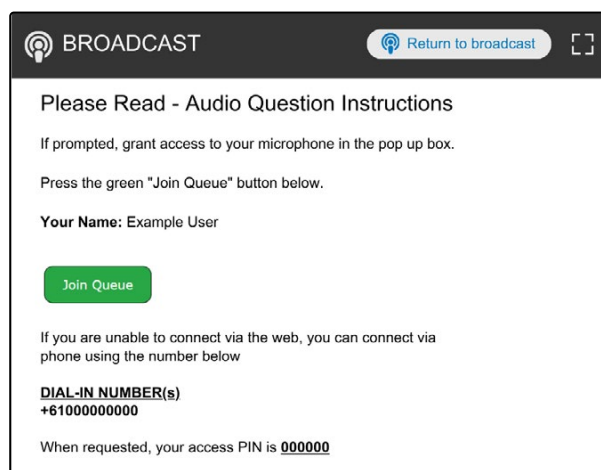 BROADCAST
Return to broadcast
Please Read - Audio Question Instructions
If prompted, grant access to your microphone in the pop up box.
Press the green "Join Queue" button below.
Your Name: Example User
Join Queue
If you are unable to connect via the web, you can connect via
phone using the number below
DIAL-IN NUMBER(s)
+61000000000
When requested, your access PIN is 000000